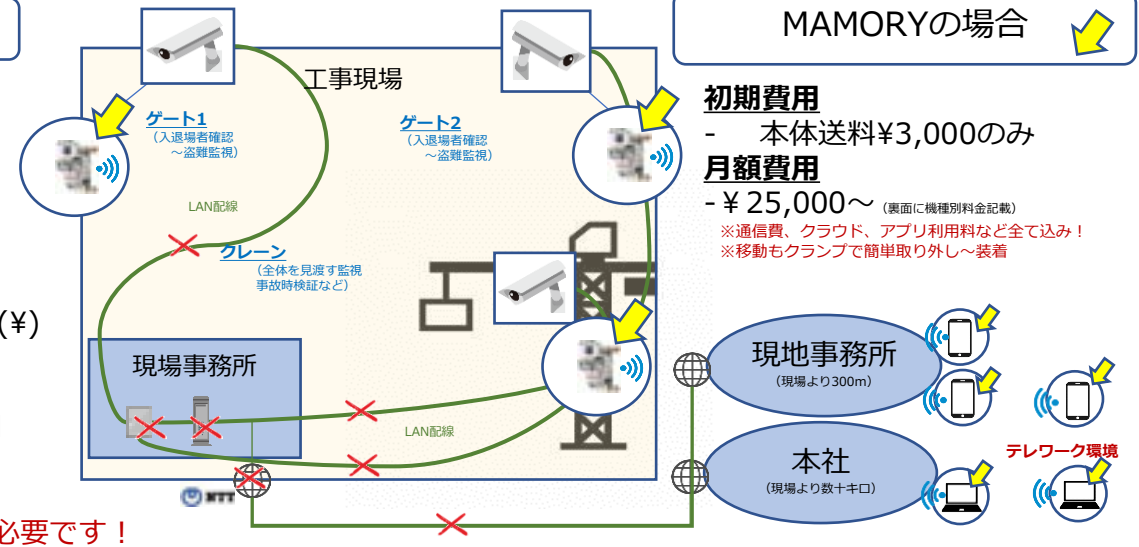 MAMORYの場合
工事現場
初期費用
- 本体送料¥3,000のみ
月額費用
-¥25,000～ (裏面に機種別料金記載)
※通信費、クラウド、アプリ利用料など全て込み！
※移動もクランプで簡単取り外し～装着
ゲート1
（入退場者確認
～盗難監視）
ゲート2
（入退場者確認
～盗難監視）
LAN配線
クレーン
（全体を見渡す監視
事故時検証など）
(¥)
現場事務所
LAN配線
NTT
現地事務所
（現場より300m）
本社
（現場より数十キロ）
テレワーク環境
必要です！